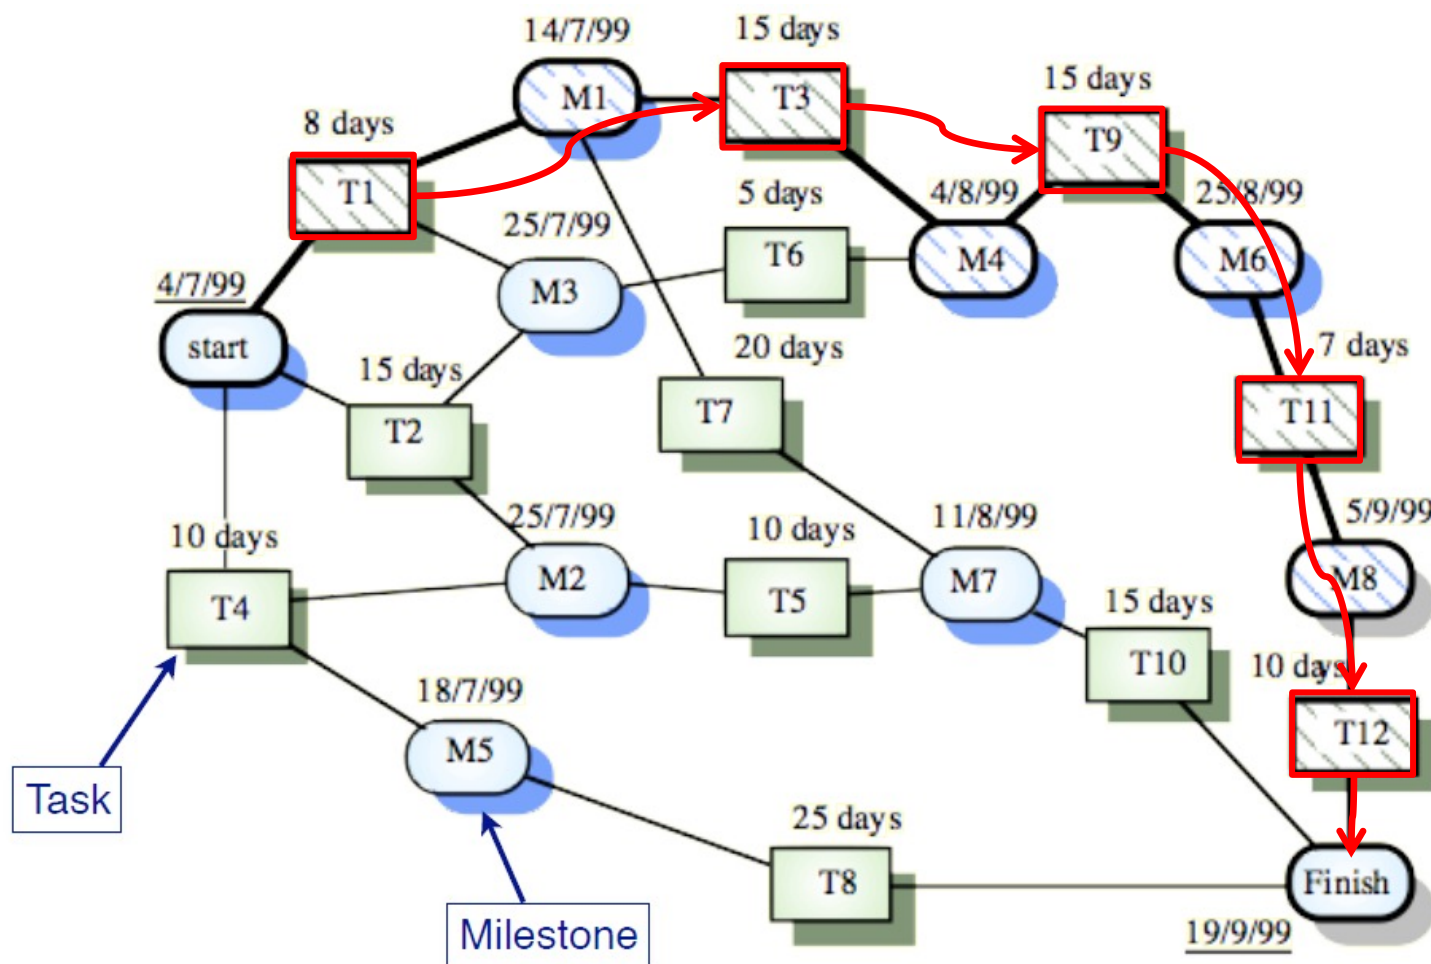 14/7/99
15 days
M1
T3
15 days
8 days
T9
T1
5 days
4/8/99
25/8/99
25/7/99
T6
M4
M6
4/7/99
M3
start
15 days
20 days
7 days
T2
T7
T11
25/7/99
11/8/99
5/9/99
10 days
10 days
M2
M7
M8
T4
T5
15 days
T10
10 days
18/7/99
M5
T12
Task
25 days
T8
Finish
Milestone
19/9/99